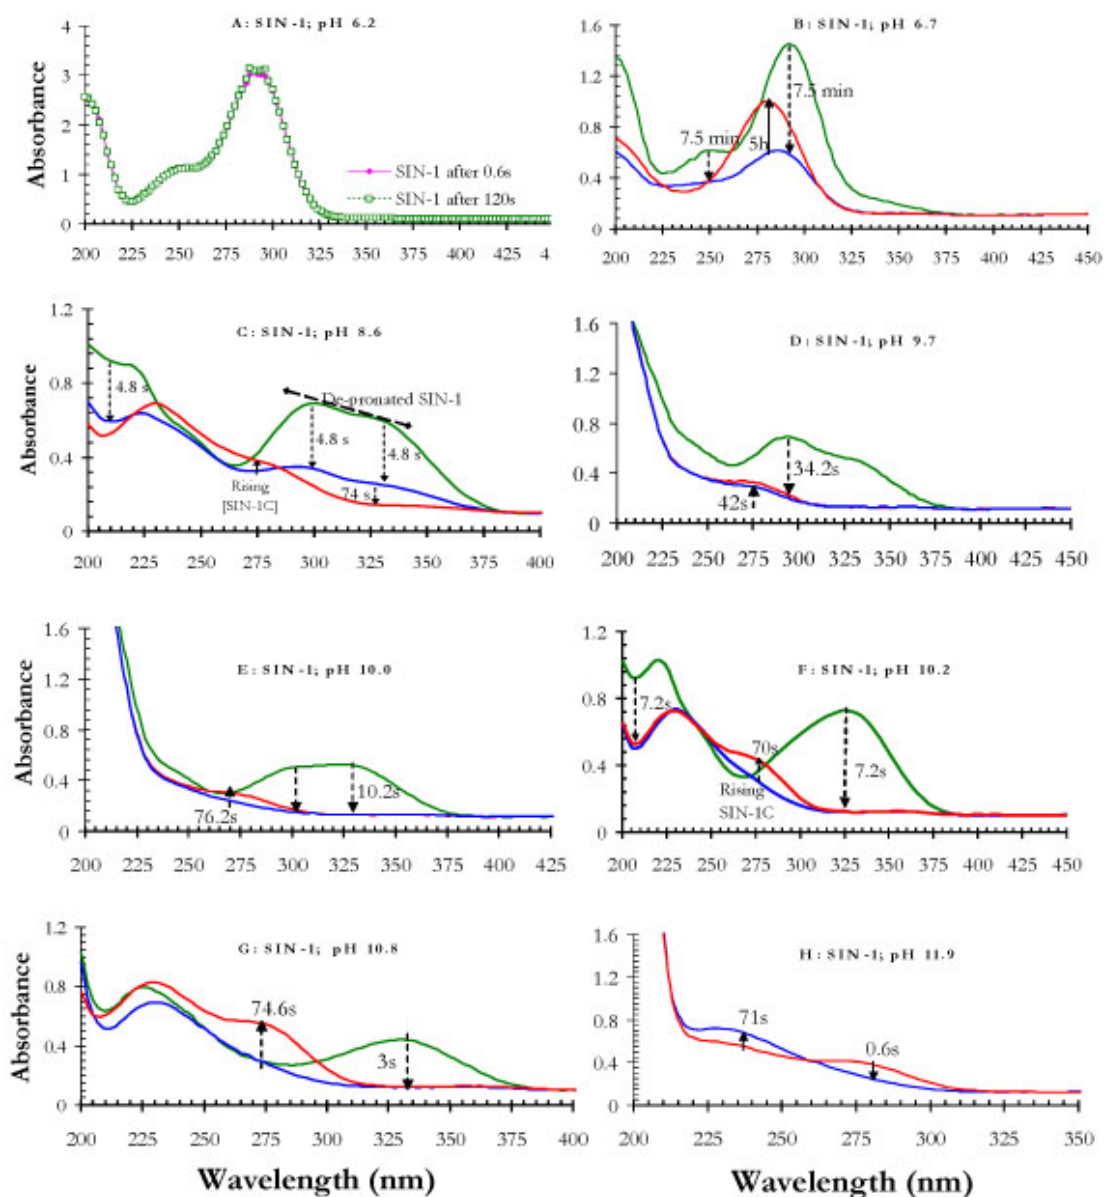 A: SIN-1; pH 6.2
Absorbance
4
3
2
1
0
SIN-1 after 0.6s
SIN-1 after 120s
200 225 250 275 300 325 350 375 400 425 4
B: SIN-1; pH 6.7
1.6
1.2
0.8
0.4
0
7.5 min
7.5 min
5h
200 225 250 275 300 325 350 375 400 425 450
C: SIN-1; pH 8.6
Absorbance
1.2
0.8
0.4
0
4.8 s
De-pronated SIN-1
4.8 s
4.8 s
74 s
Rising
[SIN-1C]
200 225 250 275 300 325 350 375 400
D: SIN-1; pH 9.7
1.6
1.2
0.8
0.4
0
34.2s
42s
200 225 250 275 300 325 350 375 400 425 450
E: SIN-1; pH 10.0
Absorbance
1.6
1.2
0.8
0.4
0
10.2s
76.2s
200 225 250 275 300 325 350 375 400 425
F: SIN-1; pH 10.2
1.2
0.8
0.4
0
7.2s
70s
7.2s
Rising
SIN-1C
200 225 250 275 300 325 350 375 400 425 450
G: SIN-1; pH 10.8
Absorbance
1.2
0.8
0.4
0
74.6s
3s
200 225 250 275 300 325 350 375 400
Wavelength (nm)
H: SIN-1; pH 11.9
1.6
1.2
0.8
0.4
0
71s
0.6s
200 250 300 350
Wavelength (nm)